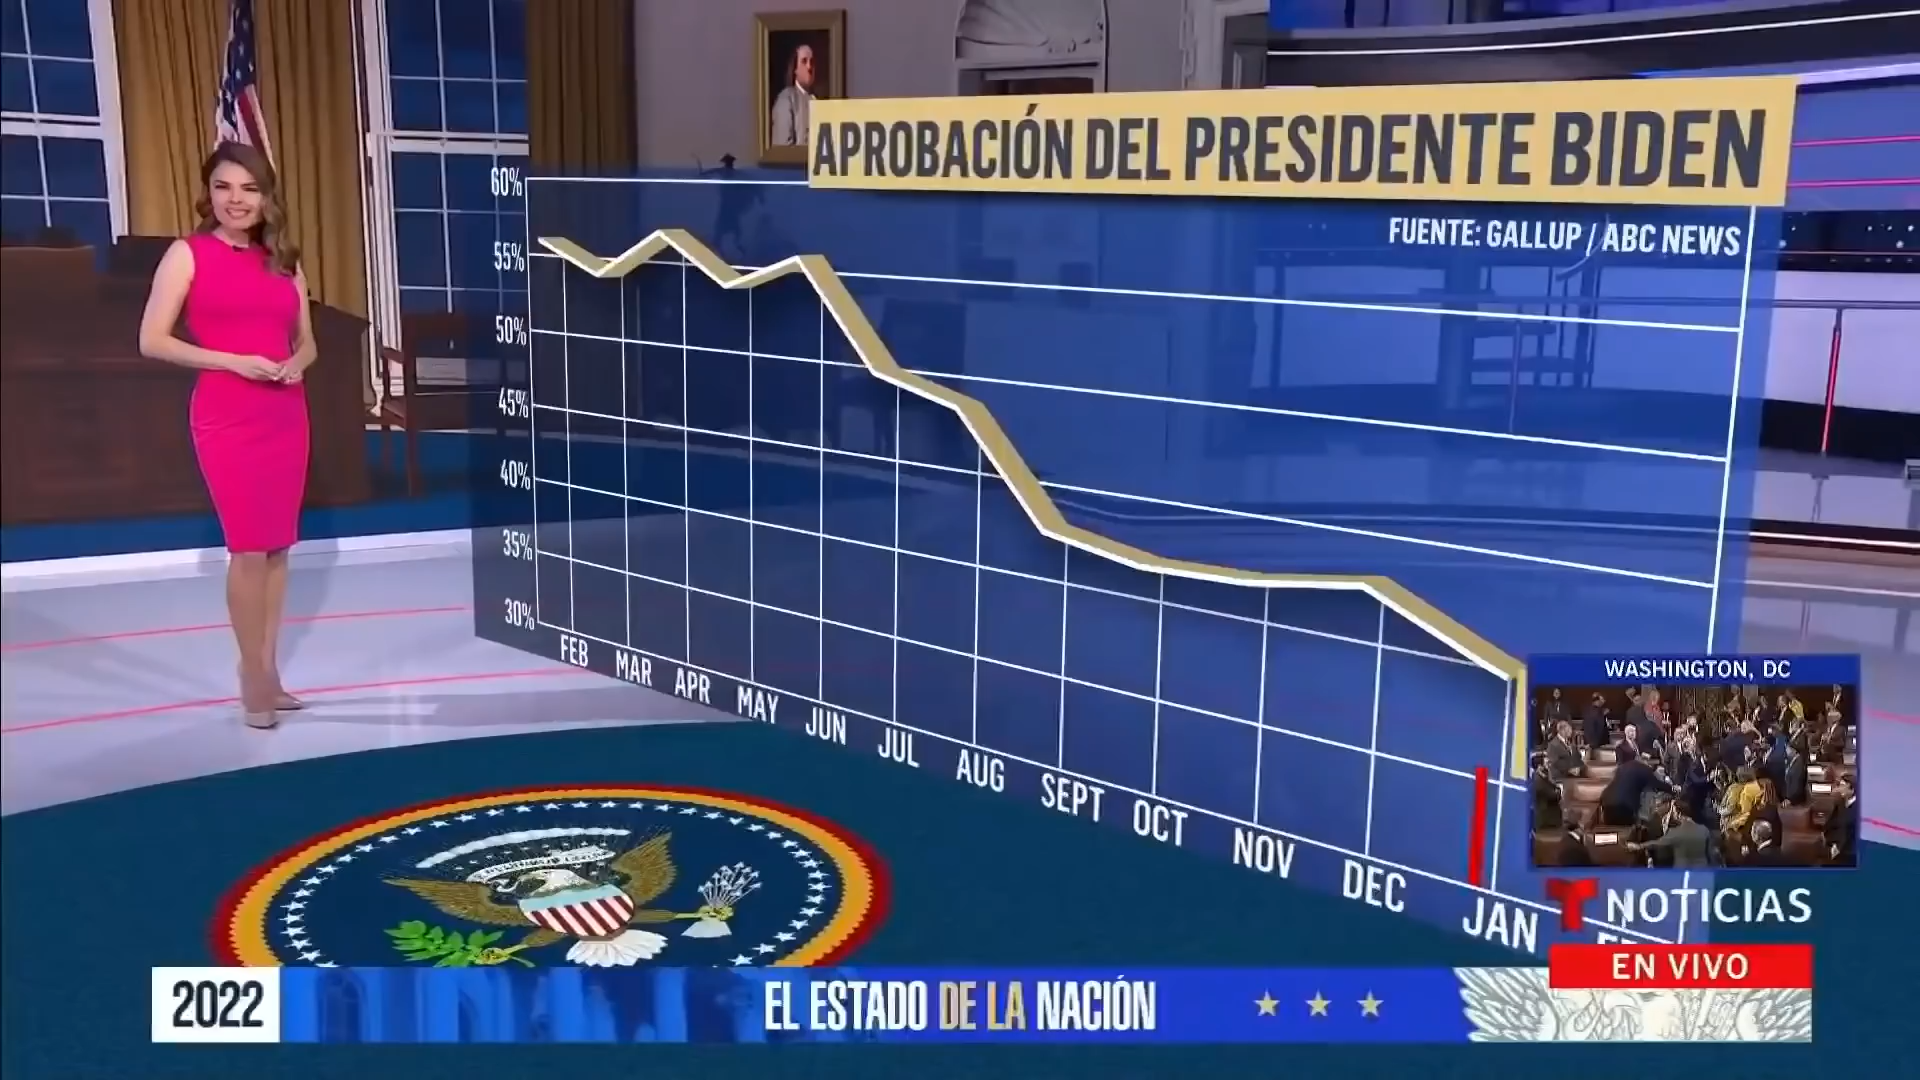 APROBACIÓN DEL PRESIDENTE BIDEN
FUENTE: GALLUP / ABC NEWS
60%
55%
50%
45%
40%
35%
30%
FEB
MAR
APR
MAY
JUN
JUL
AUG
SEPT
OCT
NOV
DEC
JAN
WASHINGTON, DC
NOTICIAS
EN VIVO
2022
EL ESTADO DE LA NACIÓN